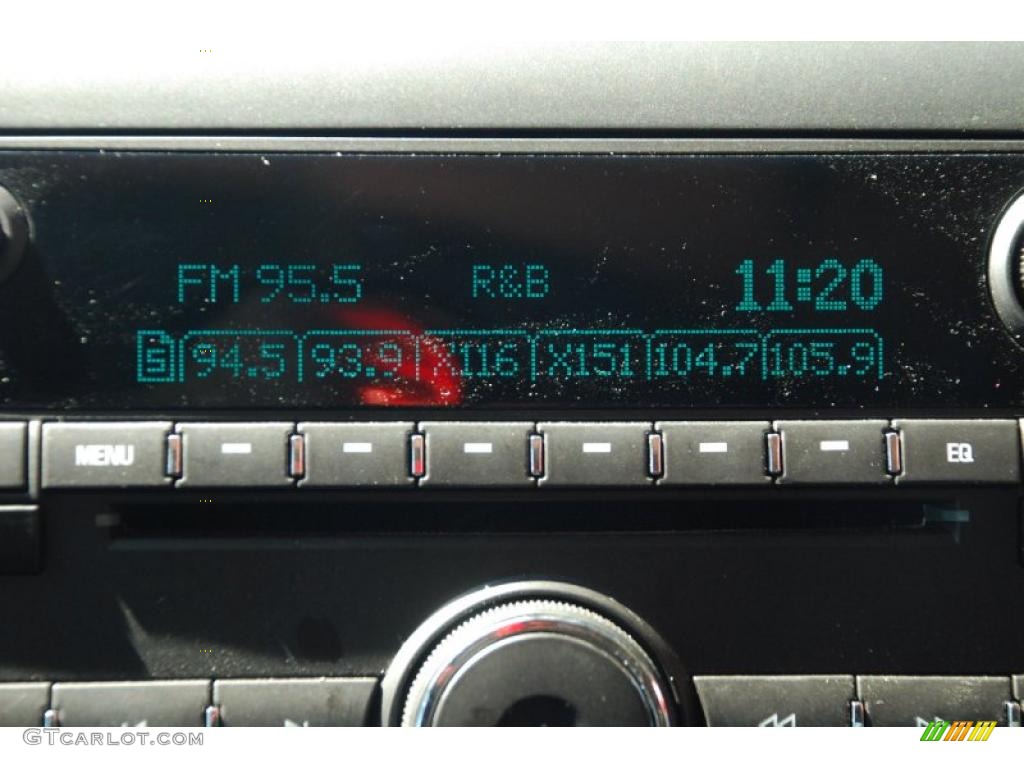 FM 95.5 R&B 11:20
94.5 93.9 X116 X151 104.7 105.9
MENU EQ
GTCARLOT.COM